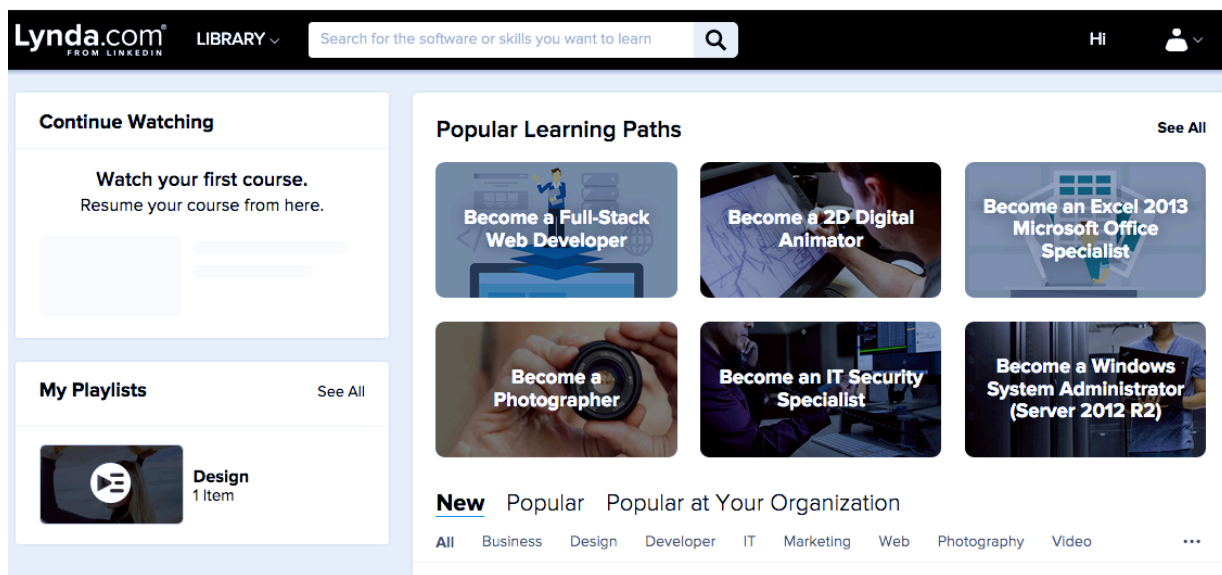 Lynda.com®
FROM LINKEDIN
LIBRARY
Search for the software or skills you want to learn
Hi
Continue Watching
Watch your first course.
Resume your course from here.
My Playlists
See All
Design
1 Item
Popular Learning Paths
See All
Become a Full-Stack
Web Developer
Become a 2D Digital
Animator
Become an Excel 2013
Microsoft Office
Specialist
Become a
Photographer
Become an IT Security
Specialist
Become a Windows
System Administrator
(Server 2012 R2)
New Popular Popular at Your Organization
All Business Design Developer IT Marketing Web Photography Video ...